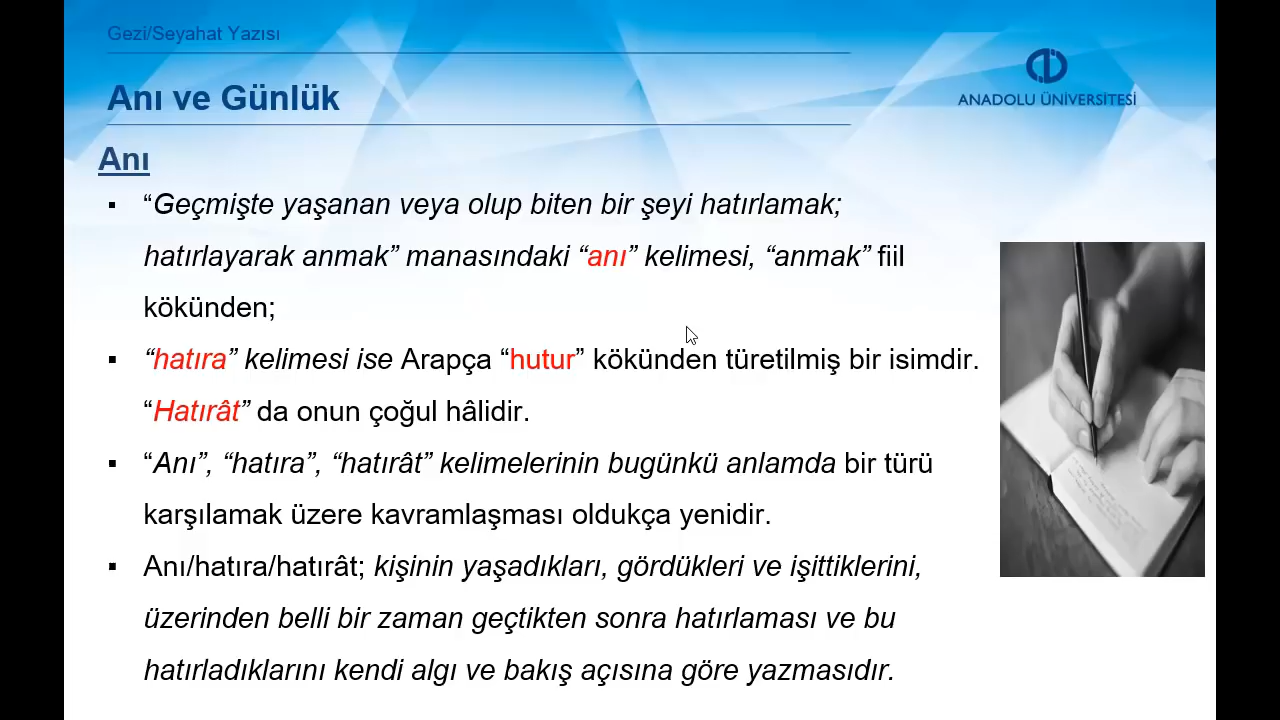 Gezi/Seyahat Yazısı
Anı ve Günlük
ANADOLU ÜNİVERSİTESİ
Anı
▪ “Geçmişte yaşanan veya olup biten bir şeyi hatırlamak;
hatırlayarak anmak” manasındaki “anı” kelimesi, “anmak” fiil
kökünden;
▪ “hatıra” kelimesi ise Arapça “hutur” kökünden türetilmiş bir isimdir.
“Hatırât” da onun çoğul hâlidir.
▪ “Anı”, “hatıra”, “hatırât” kelimelerinin bugünkü anlamda bir türü
karşılamak üzere kavramlaşması oldukça yenidir.
▪ Anı/hatıra/hatırât; kişinin yaşadıkları, gördükleri ve işittiklerini,
üzerinden belli bir zaman geçtikten sonra hatırlaması ve bu
hatırladıklarını kendi algı ve bakış açısına göre yazmasıdır.